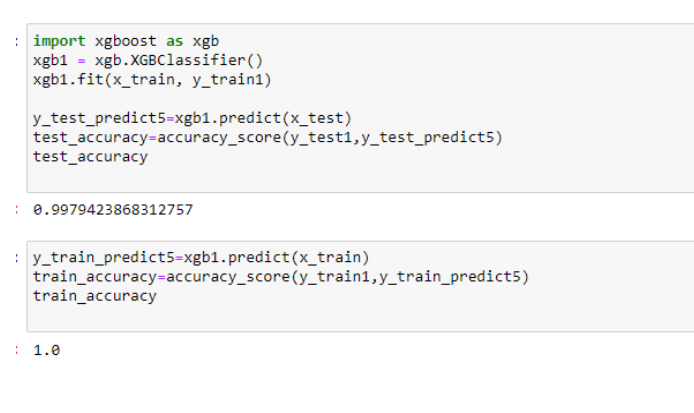 : import xgboost as xgb
xgb1 = xgb.XGBClassifier()
xgb1.fit(x_train, y_train1)
y_test_predict5=xgb1.predict(x_test)
test_accuracy=accuracy_score(y_test1,y_test_predict5)
test_accuracy
: 0.9979423868312757
: y_train_predict5=xgb1.predict(x_train)
train_accuracy=accuracy_score(y_train1,y_train_predict5)
train_accuracy
: 1.0